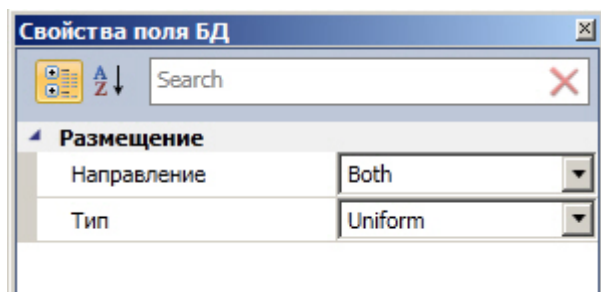 Свойства поля БД
A
Z
Search
Размещение
Направление Both
Тип Uniform